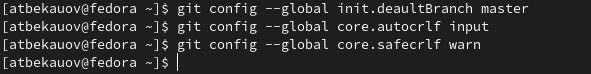 [atbekauov@fedora ~]$ git config --global init.deaultBranch master
[atbekauov@fedora ~]$ git config --global core.autocrlf input
[atbekauov@fedora ~]$ git config --global core.safecrlf warn
[atbekauov@fedora ~]$